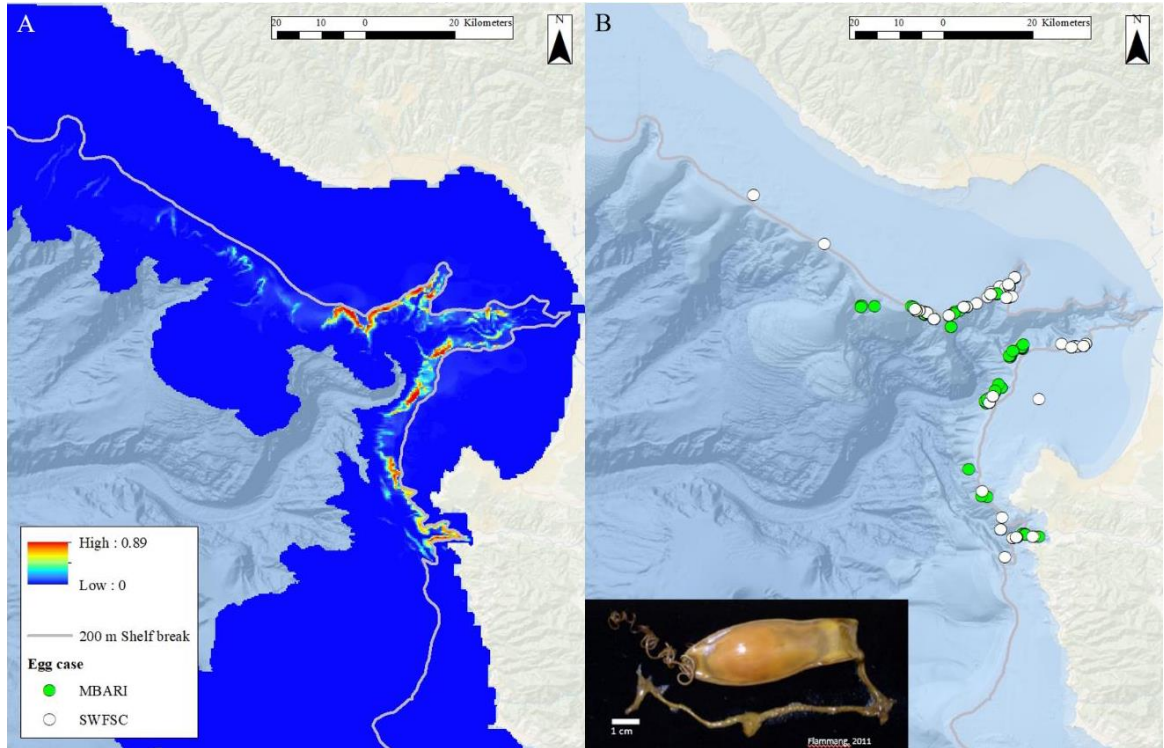 A
20 10 0 20 Kilometers
N
High : 0.89
Low : 0
200 m Shelf break
Egg case
MBARI
SWFSC
B
20 10 0 20 Kilometers
N
1 cm
Flammang, 2011